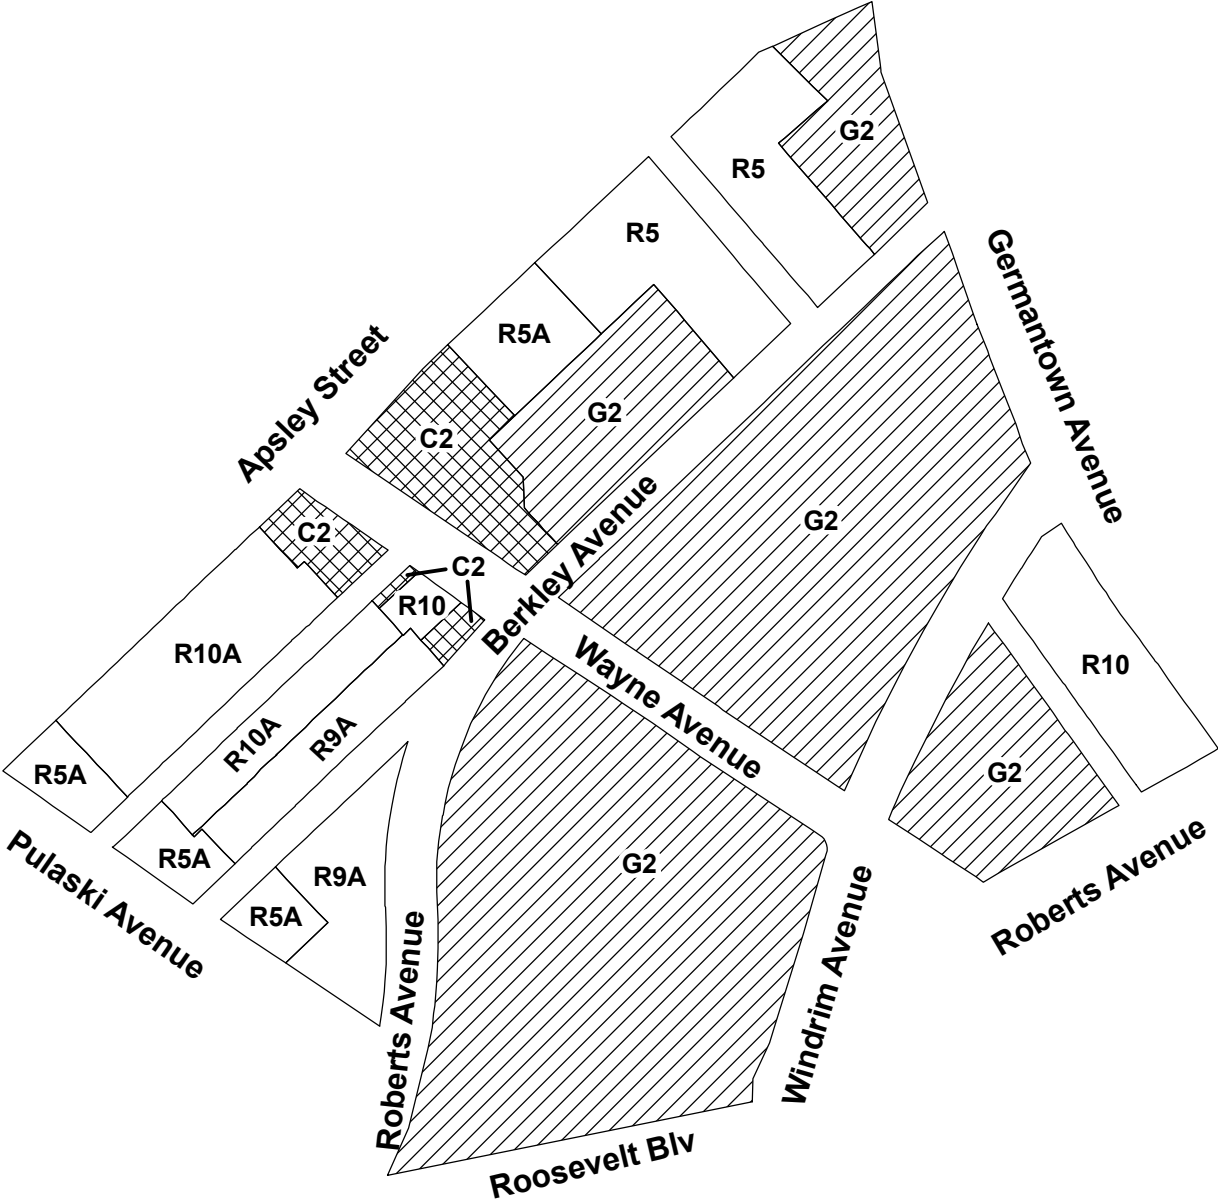 G2
R5
R5
Germantown Avenue
R5A
Apsley Street
G2
C2
G2
C2
C2
Berkley Avenue
R10
R10A
Wayne Avenue
R10
R10A
R9A
R5A
G2
R5A
G2
R9A
Pulaski Avenue
R5A
Roberts Avenue
Windrim Avenue
Roberts Avenue
Roosevelt Blv